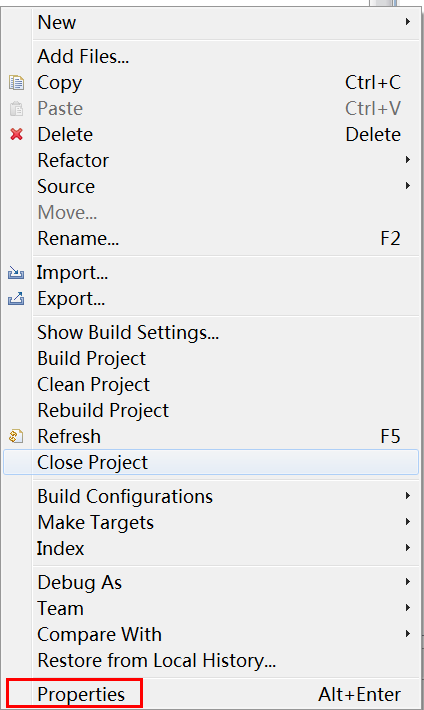 New
Add Files...
Copy Ctrl+C
Paste Ctrl+V
Delete Delete
Refactor
Source
Move...
Rename... F2
Import...
Export...
Show Build Settings...
Build Project
Clean Project
Rebuild Project
Refresh F5
Close Project
Build Configurations
Make Targets
Index
Debug As
Team
Compare With
Restore from Local History...
Properties Alt+Enter